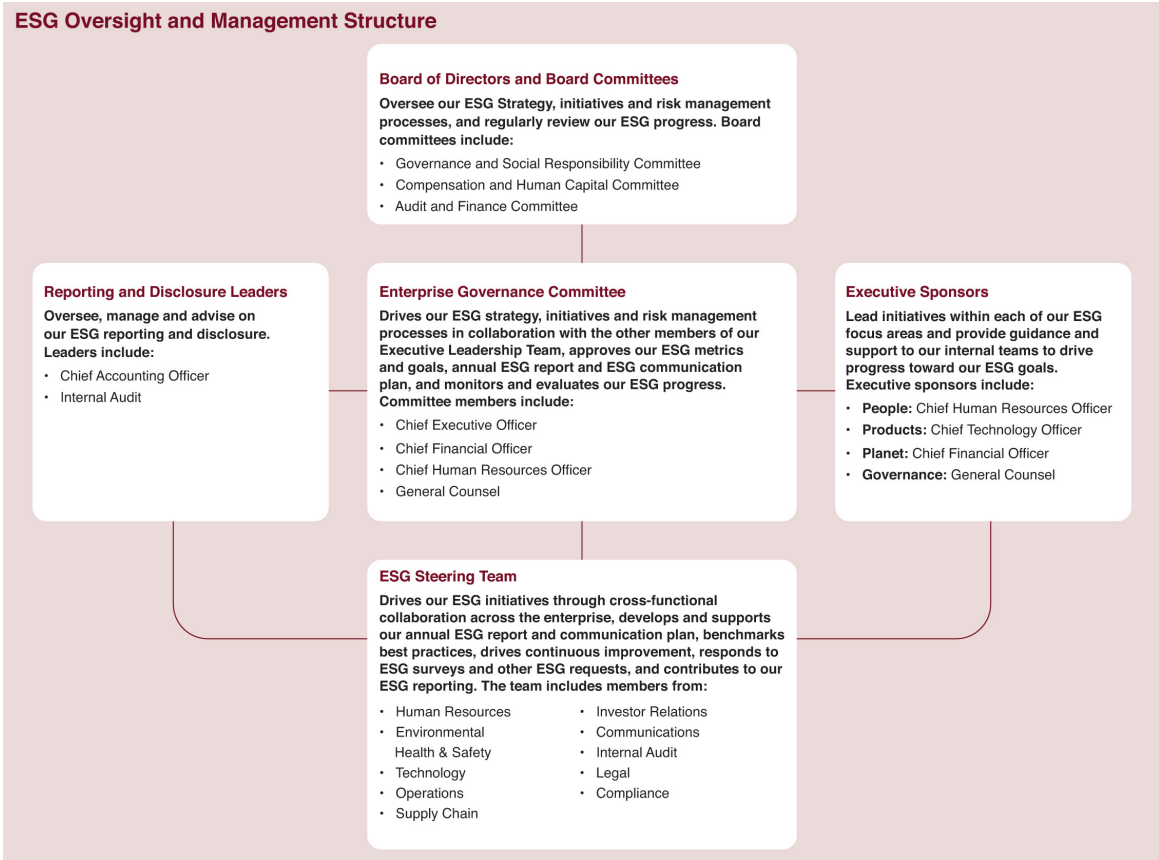 ESG Oversight and Management Structure
Board of Directors and Board Committees
Oversee our ESG Strategy, initiatives and risk management
processes, and regularly review our ESG progress. Board
committees include:
• Governance and Social Responsibility Committee
• Compensation and Human Capital Committee
• Audit and Finance Committee
Reporting and Disclosure Leaders
Oversee, manage and advise on
our ESG reporting and disclosure.
Leaders include:
• Chief Accounting Officer
• Internal Audit
Enterprise Governance Committee
Drives our ESG strategy, initiatives and risk management
processes in collaboration with the other members of our
Executive Leadership Team, approves our ESG metrics
and goals, annual ESG report and ESG communication
plan, and monitors and evaluates our ESG progress.
Committee members include:
• Chief Executive Officer
• Chief Financial Officer
• Chief Human Resources Officer
• General Counsel
Executive Sponsors
Lead initiatives within each of our ESG
focus areas and provide guidance and
support to our internal teams to drive
progress toward our ESG goals.
Executive sponsors include:
• People: Chief Human Resources Officer
• Products: Chief Technology Officer
• Planet: Chief Financial Officer
• Governance: General Counsel
ESG Steering Team
Drives our ESG initiatives through cross-functional
collaboration across the enterprise, develops and supports
our annual ESG report and communication plan, benchmarks
best practices, drives continuous improvement, responds to
ESG surveys and other ESG requests, and contributes to our
ESG reporting. The team includes members from:
• Human Resources
• Environmental
Health & Safety
• Technology
• Operations
• Supply Chain
• Investor Relations
• Communications
• Internal Audit
• Legal
• Compliance